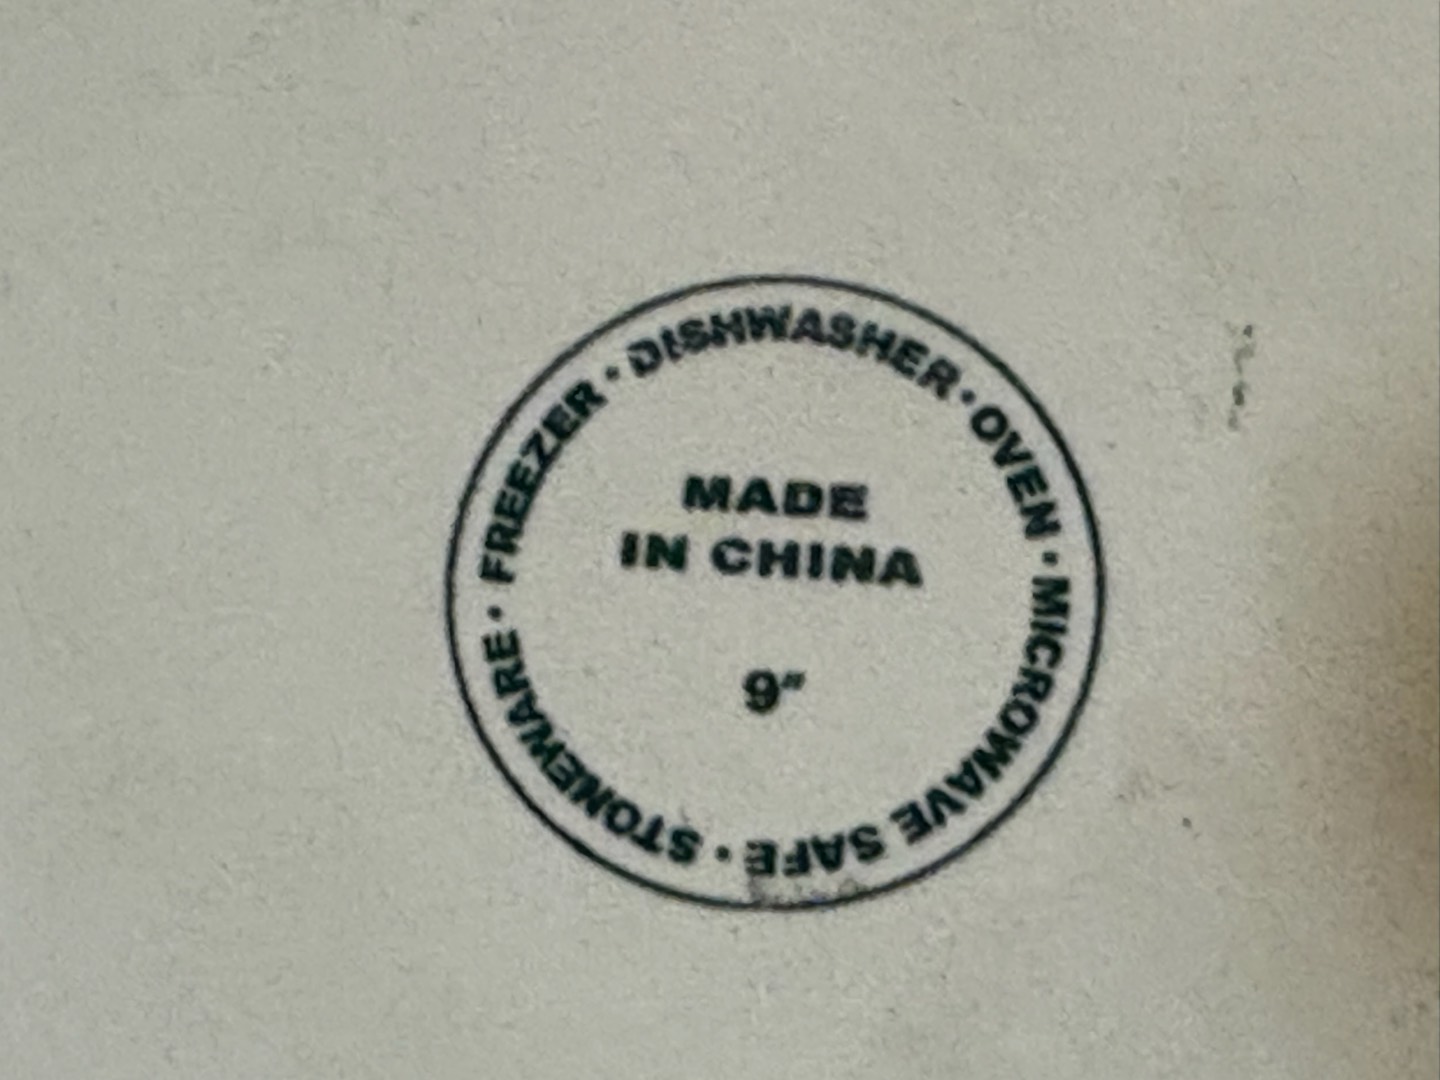 STONEWARE · FREEZER · DISHWASHER · OVEN · MICROWAVE SAFE ·
MADE
IN CHINA
9"